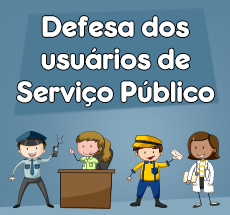 Defesa dos
usuários de
Serviço Público